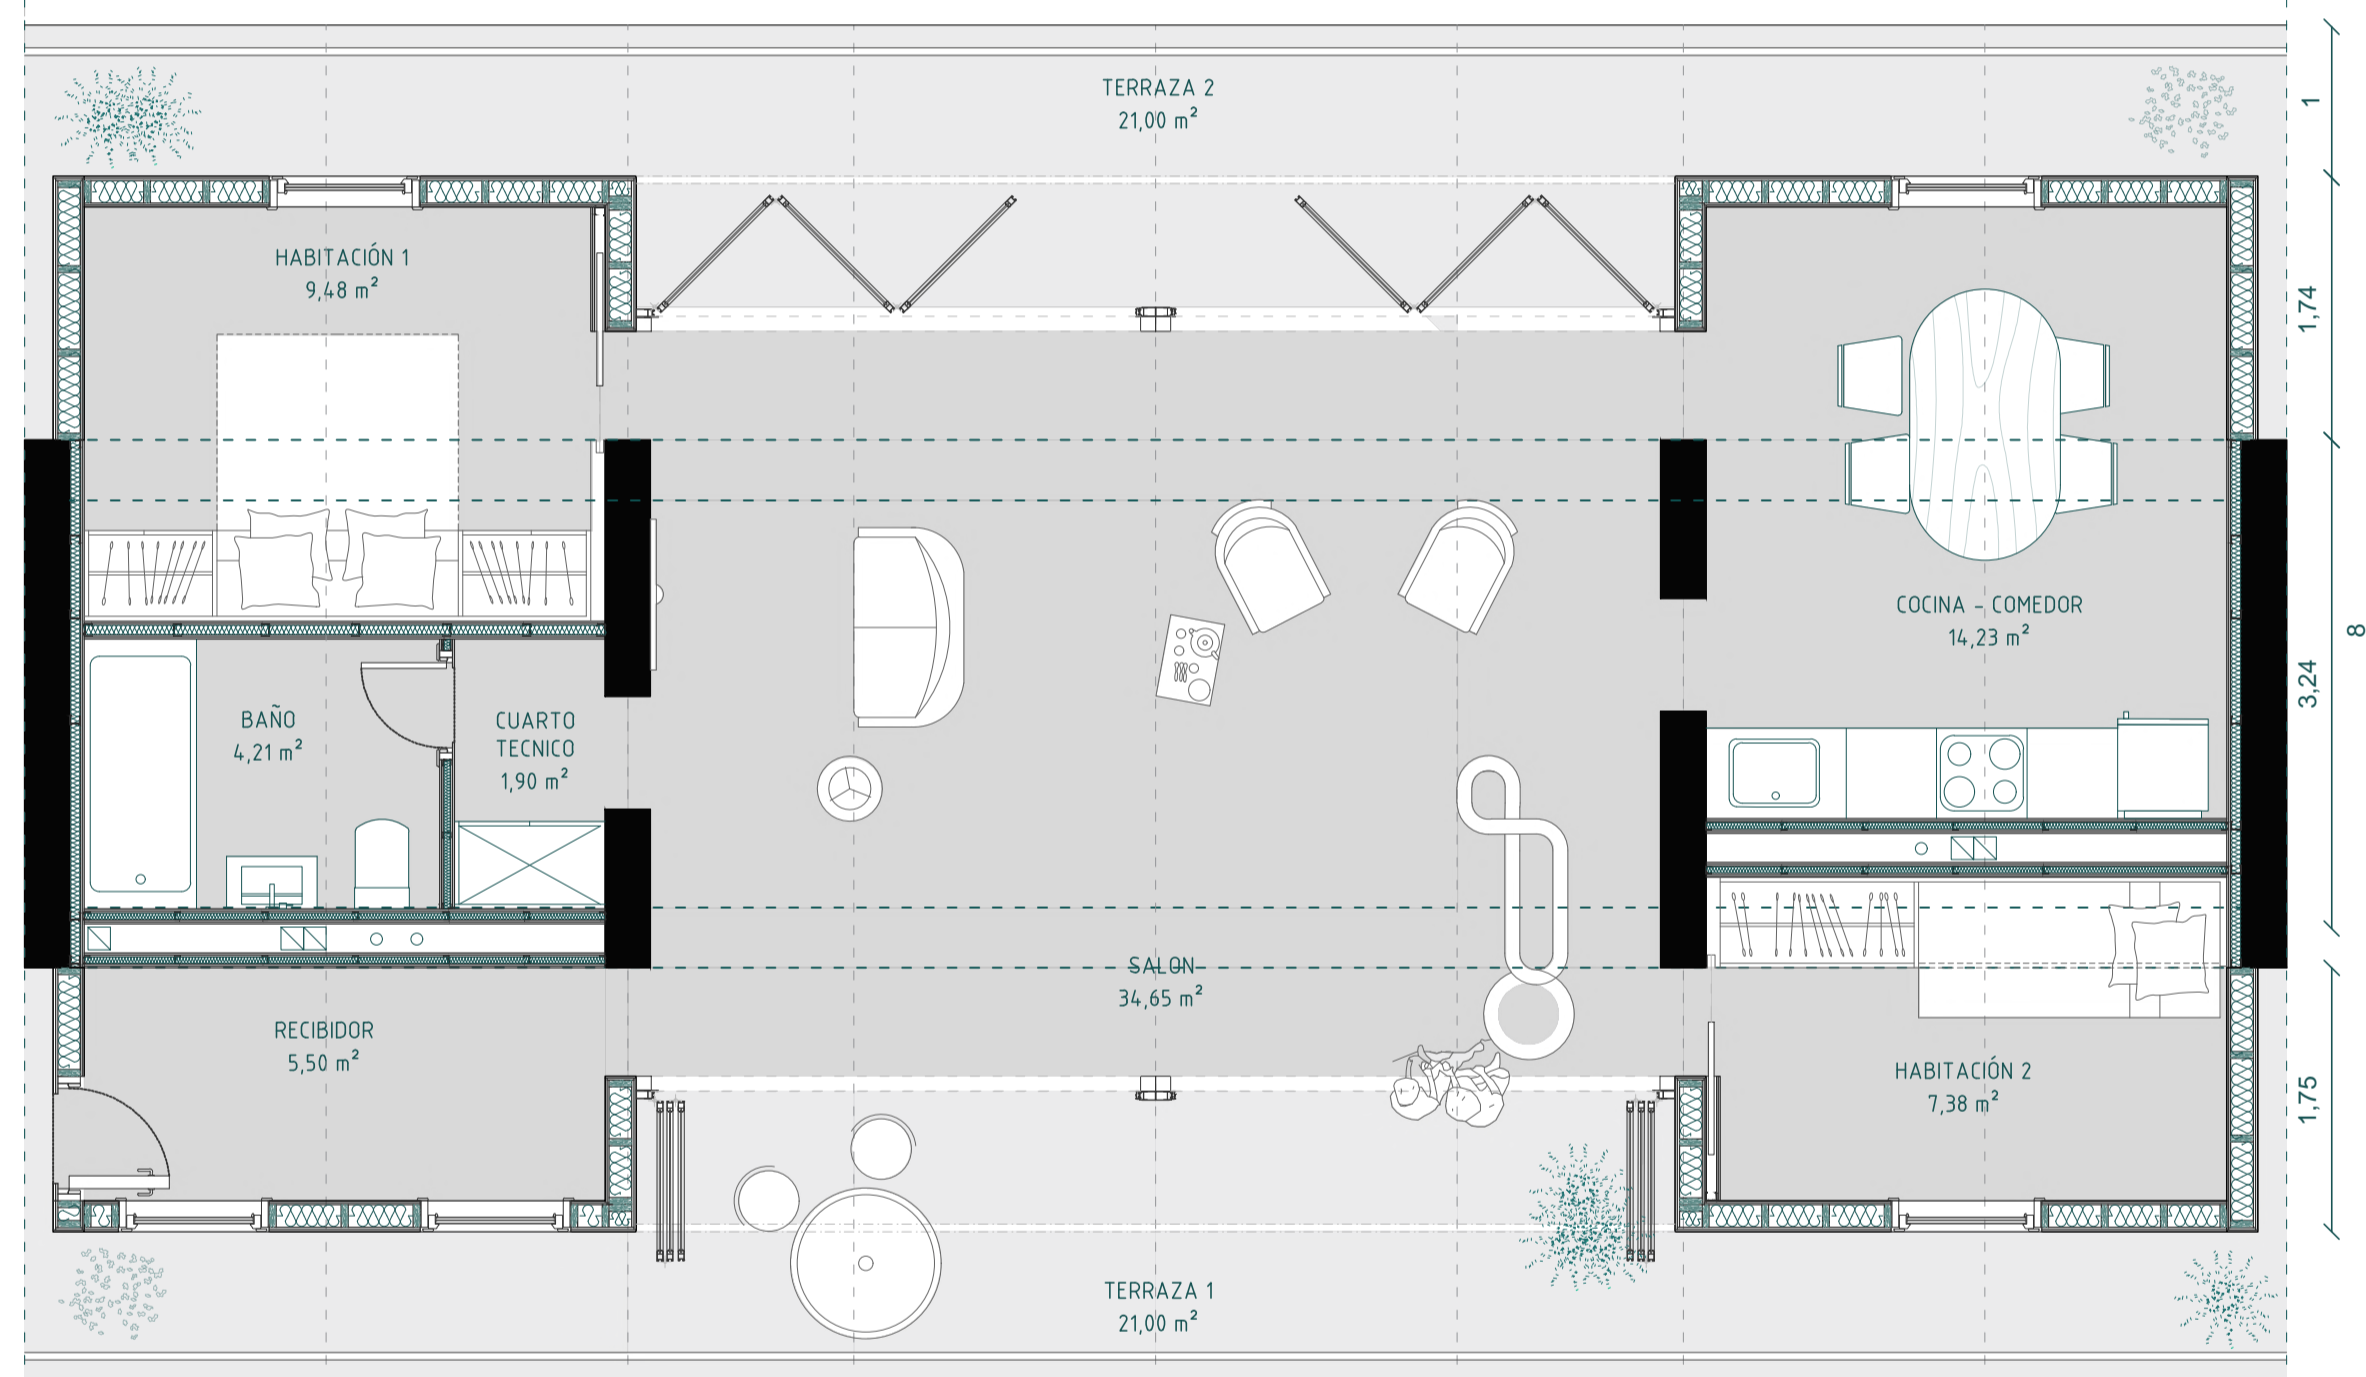 TERRAZA 2
21,00 m²
1
HABITACIÓN 1
9,48 m²
1,74
COCINA - COMEDOR
14,23 m²
8
3,24
BAÑO
4,21 m²
CUARTO
TECNICO
1,90 m²
SALON
34,65 m²
RECIBIDOR
5,50 m²
HABITACIÓN 2
7,38 m²
1,75
TERRAZA 1
21,00 m²